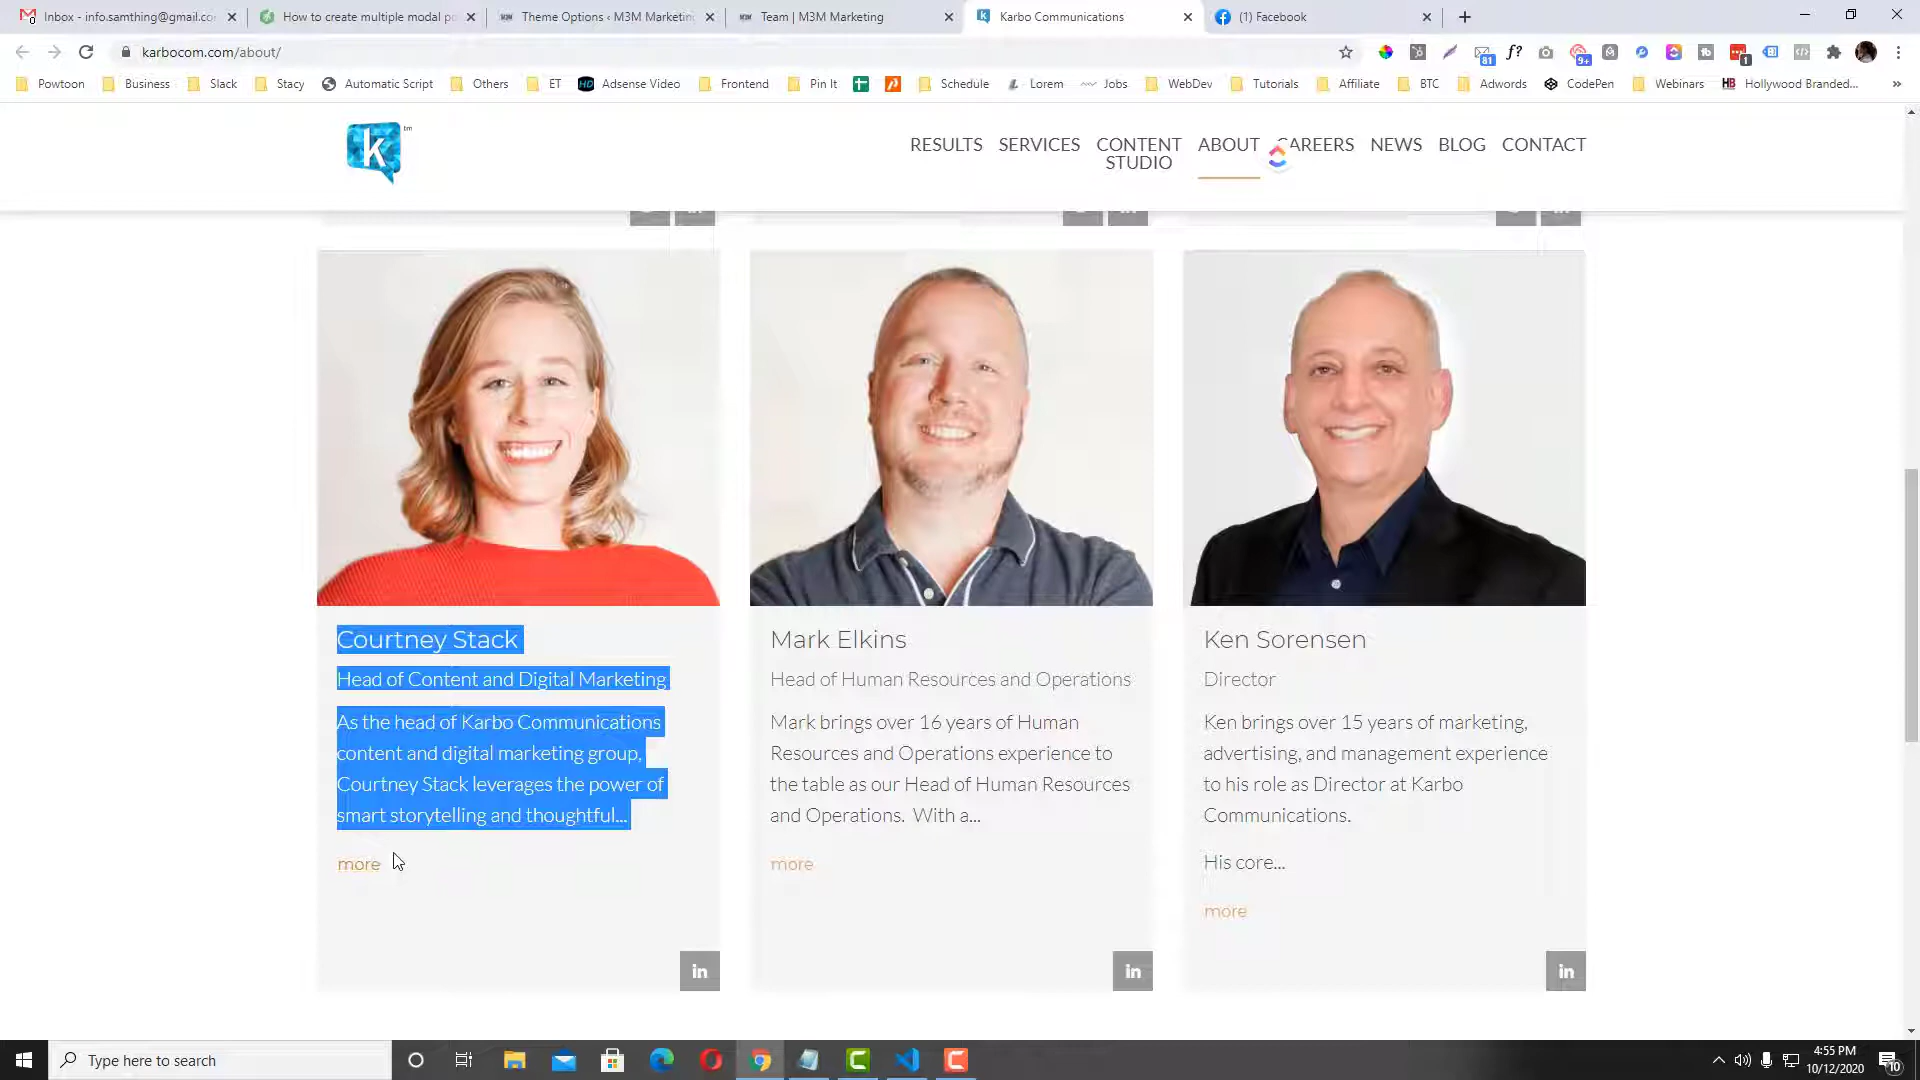 Inbox - info.samthing@gmail.co
How to create multiple modal po
Theme Options ‹ M3M Marketin
Team | M3M Marketing
Karbo Communications
(1) Facebook
karbocom.com/about/
81
f?
9+
1
Powtoon
Business
Slack
Stacy
Automatic Script
Others
ET
HD
Adsense Video
Frontend
Pin It
Schedule
Lorem
Jobs
WebDev
Tutorials
Affiliate
BTC
Adwords
CodePen
Webinars
HB
Hollywood Branded...
»
k
tm
RESULTS
SERVICES
CONTENT
STUDIO
ABOUT
CAREERS
NEWS
BLOG
CONTACT
Courtney Stack
Head of Content and Digital Marketing
As the head of Karbo Communications
content and digital marketing group,
Courtney Stack leverages the power of
smart storytelling and thoughtful...
more
in
Mark Elkins
Head of Human Resources and Operations
Mark brings over 16 years of Human
Resources and Operations experience to
the table as our Head of Human Resources
and Operations. With a...
more
in
Ken Sorensen
Director
Ken brings over 15 years of marketing,
advertising, and management experience
to his role as Director at Karbo
Communications.
His core...
more
in
Type here to search
4:55 PM
10/12/2020
10